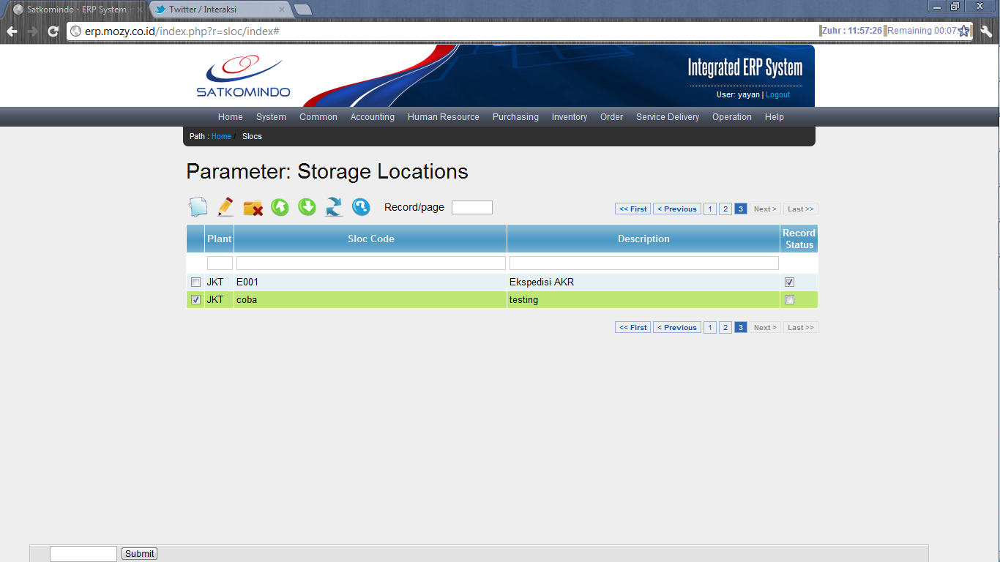 Satkomindo - ERP System -
Twitter / Interaksi
erp.mozy.co.id/index.php?r=sloc/index#
Zuhr : 11:57:26 Remaining 00:07:
SATKOMINDO
Integrated ERP System
User: yayan | Logout
Home System Common Accounting Human Resource Purchasing Inventory Order Service Delivery Operation Help
Path : Home / Slocs
Parameter: Storage Locations
Record/page
<< First < Previous 1 2 3 Next > Last >>
Plant Sloc Code Description Record Status
JKT E001 Ekspedisi AKR
JKT coba testing
<< First < Previous 1 2 3 Next > Last >>
Submit